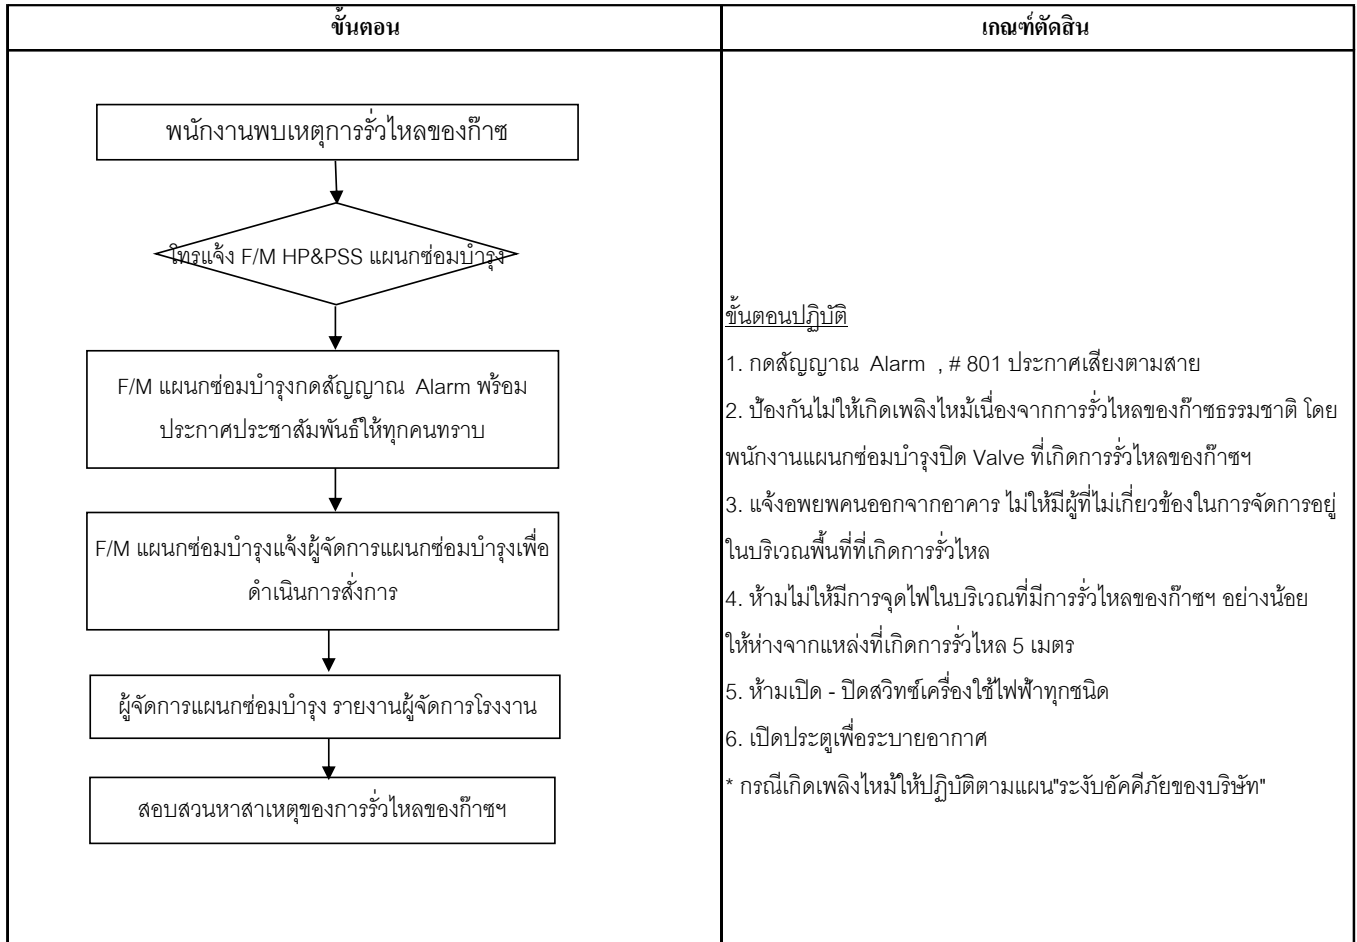 ขั้นตอน
เกณฑ์ตัดสิน
พนักงานพบเหตุการรั่วไหลของก๊าซ
โทรแจ้ง F/M HP&PSS แผนกซ่อมบำรุง
F/M แผนกซ่อมบำรุงกดสัญญาณ Alarm พร้อม
ประกาศประชาสัมพันธ์ให้ทุกคนทราบ
F/M แผนกซ่อมบำรุงแจ้งผู้จัดการแผนกซ่อมบำรุงเพื่อ
ดำเนินการสั่งการ
ผู้จัดการแผนกซ่อมบำรุง รายงานผู้จัดการโรงงาน
สอบสวนหาสาเหตุของการรั่วไหลของก๊าซฯ
ขั้นตอนปฏิบัติ
1. กดสัญญาณ Alarm , # 801 ประกาศเสียงตามสาย
2. ป้องกันไม่ให้เกิดเพลิงไหม้เนื่องจากการรั่วไหลของก๊าซธรรมชาติ โดย
พนักงานแผนกซ่อมบำรุงปิด Valve ที่เกิดการรั่วไหลของก๊าซฯ
3. แจ้งอพยพคนออกจากอาคาร ไม่ให้มีผู้ที่ไม่เกี่ยวข้องในการจัดการอยู่
ในบริเวณพื้นที่ที่เกิดการรั่วไหล
4. ห้ามไม่ให้มีการจุดไฟในบริเวณที่มีการรั่วไหลของก๊าซฯ อย่างน้อย
ให้ห่างจากแหล่งที่เกิดการรั่วไหล 5 เมตร
5. ห้ามเปิด - ปิดสวิทซ์เครื่องใช้ไฟฟ้าทุกชนิด
6. เปิดประตูเพื่อระบายอากาศ
* กรณีเกิดเพลิงไหม้ให้ปฏิบัติตามแผน"ระงับอัคคีภัยของบริษัท"